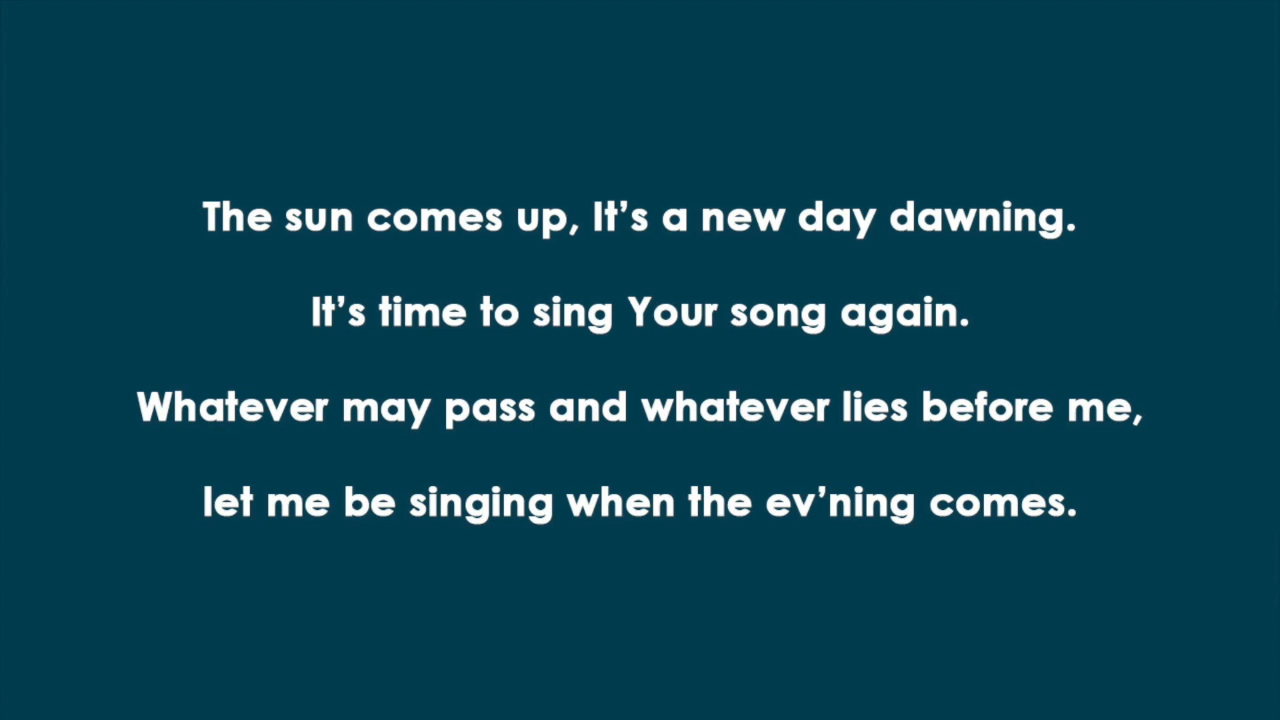 The sun comes up, It’s a new day dawning.
It’s time to sing Your song again.
Whatever may pass and whatever lies before me,
let me be singing when the ev’ning comes.